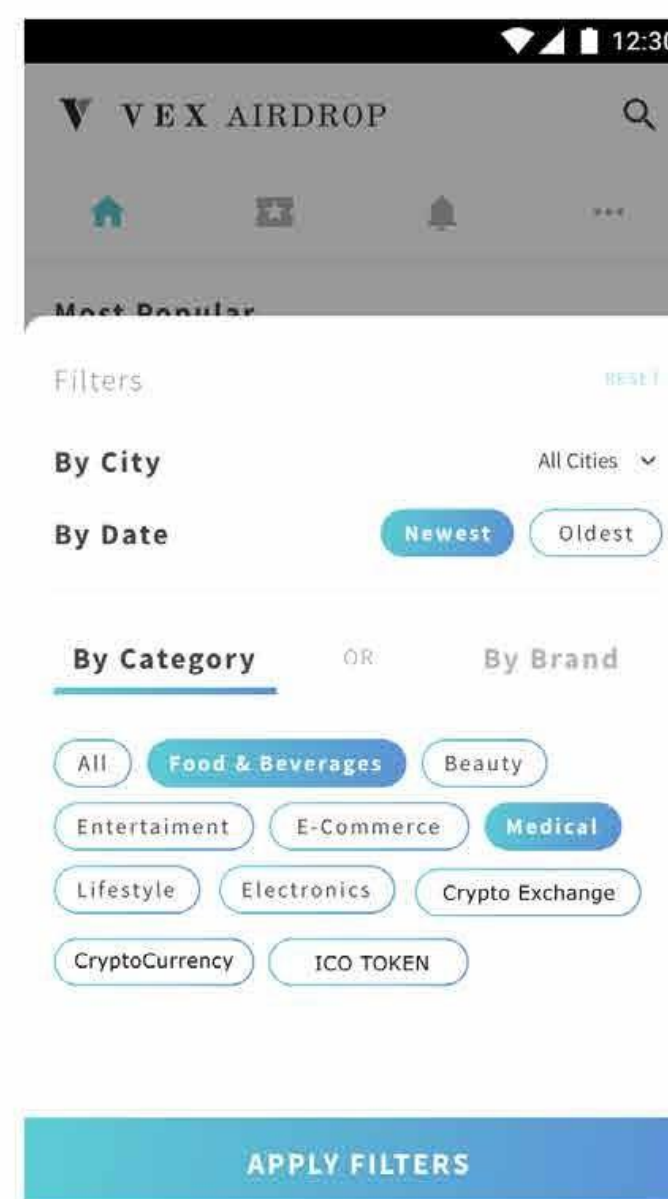 12:30
VEX AIRDROP
Most Popular
Filters RESET
By City All Cities
By Date Newest Oldest
By Category OR By Brand
All Food & Beverages Beauty
Entertaiment E-Commerce Medical
Lifestyle Electronics Crypto Exchange
CryptoCurrency ICO TOKEN
APPLY FILTERS